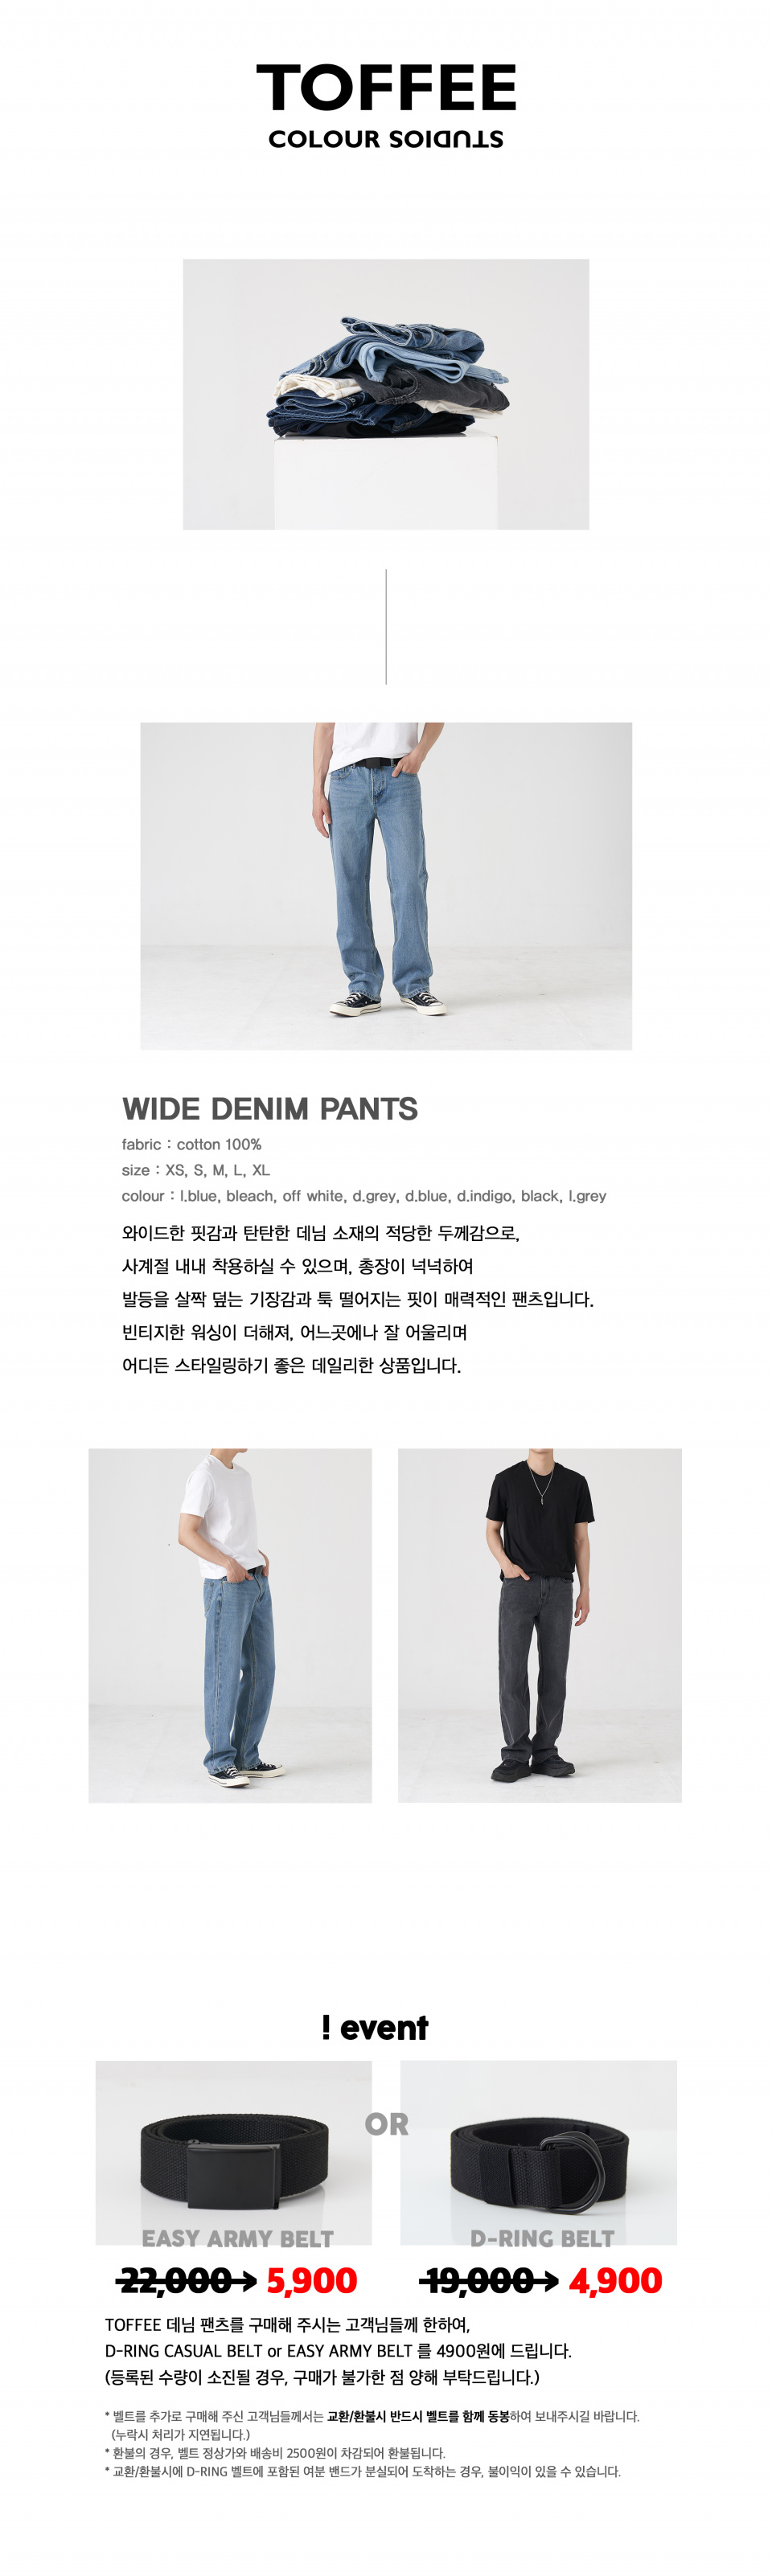 TOFFEE
COLOUR STUDIOS
WIDE DENIM PANTS
fabric : cotton 100%
size : XS, S, M, L, XL
colour : l.blue, bleach, off white, d.grey, d.blue, d.indigo, black, l.grey
와이드한 핏감과 탄탄한 데님 소재의 적당한 두께감으로,
사계절 내내 착용하실 수 있으며, 총장이 넉넉하여
발등을 살짝 덮는 기장감과 툭 떨어지는 핏이 매력적인 팬츠입니다.
빈티지한 워싱이 더해져, 어느곳에나 잘 어울리며
어디든 스타일링하기 좋은 데일리한 상품입니다.
! event
OR
EASY ARMY BELT
D-RING BELT
22,000 > 5,900
19,000 > 4,900
TOFFEE 데님 팬츠를 구매해 주시는 고객님들께 한하여,
D-RING CASUAL BELT or EASY ARMY BELT 를 4900원에 드립니다.
(등록된 수량이 소진될 경우, 구매가 불가한 점 양해 부탁드립니다.)
* 벨트를 추가로 구매해 주신 고객님들께서는 교환/환불시 반드시 벨트를 함께 동봉하여 보내주시길 바랍니다.
(누락시 처리가 지연됩니다.)
* 환불의 경우, 벨트 정상가와 배송비 2500원이 차감되어 환불됩니다.
* 교환/환불시에 D-RING 벨트에 포함된 여분 밴드가 분실되어 도착하는 경우, 불이익이 있을 수 있습니다.